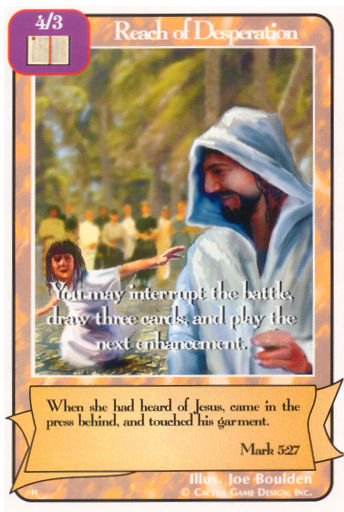 4/3
Reach of Desperation
You may interrupt the battle,
draw three cards, and play the
next enhancement.
When she had heard of Jesus, came in the
press behind, and touched his garment.
Mark 5:27
Illus. Joe Boulden
© Cactus Game Design, Inc.